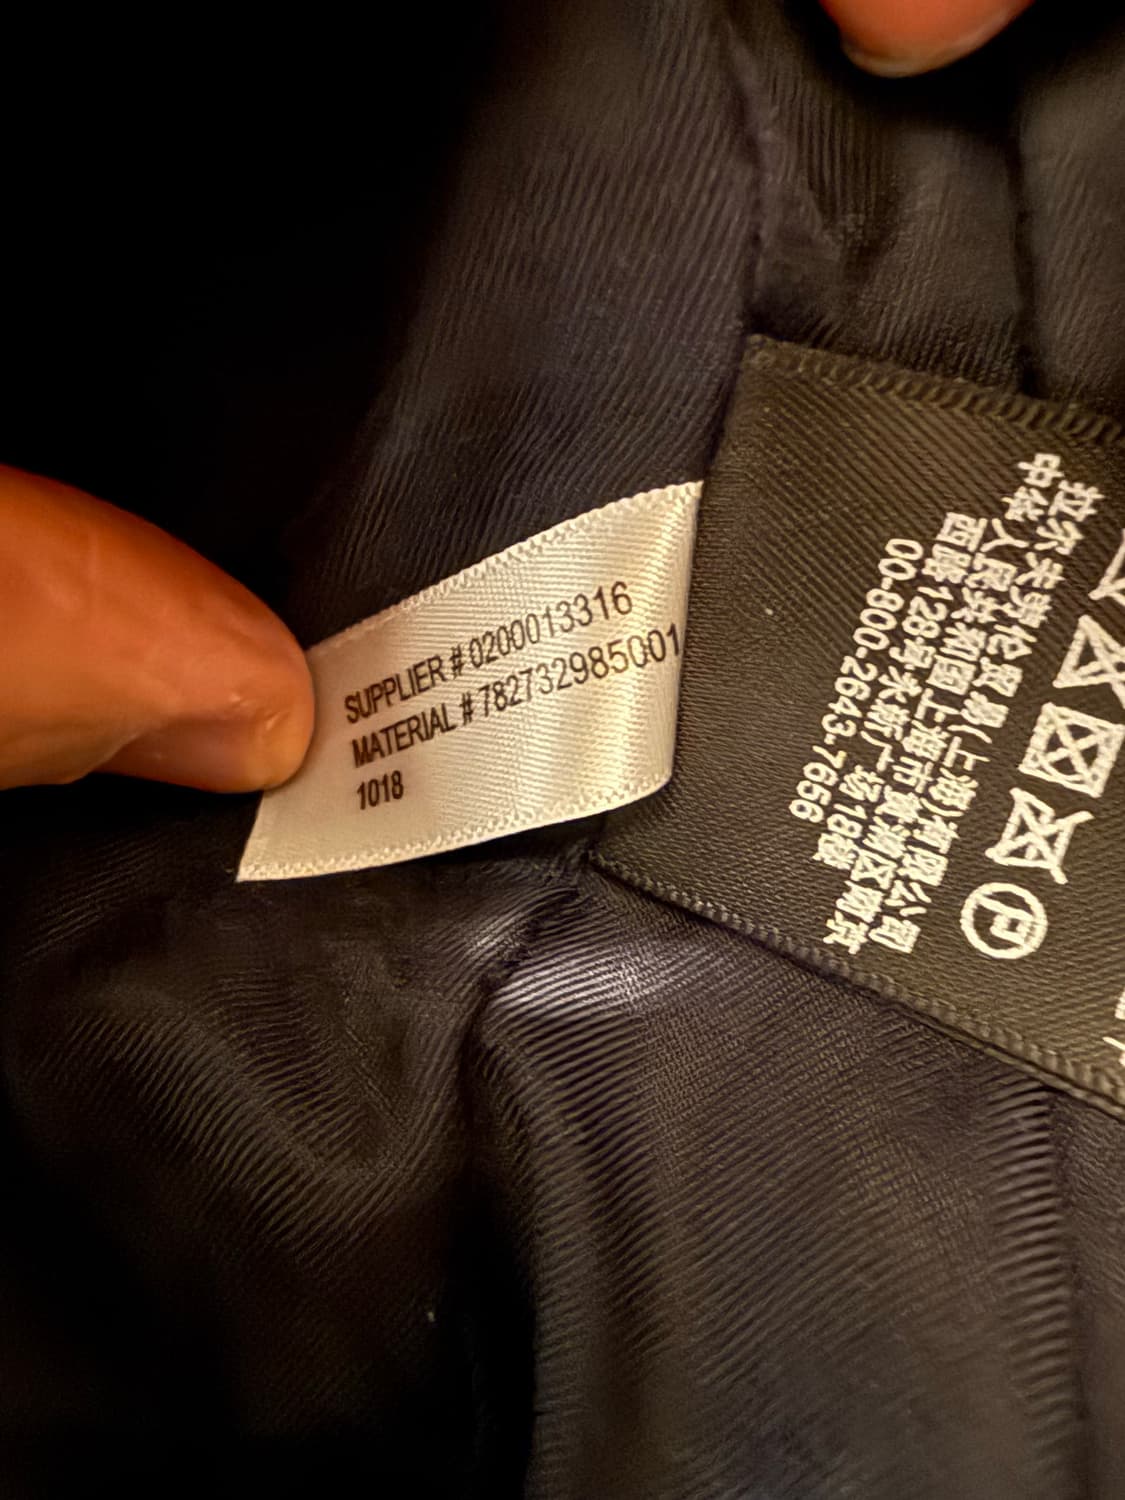 SUPPLIER # 0200013316
MATERIAL # 782732985001
1018
拉尔夫劳伦贸易(上海)有限公司
中华人民共和国上海市黄浦区南京
西路128号永新广场18楼
00-800-2643-7656
P